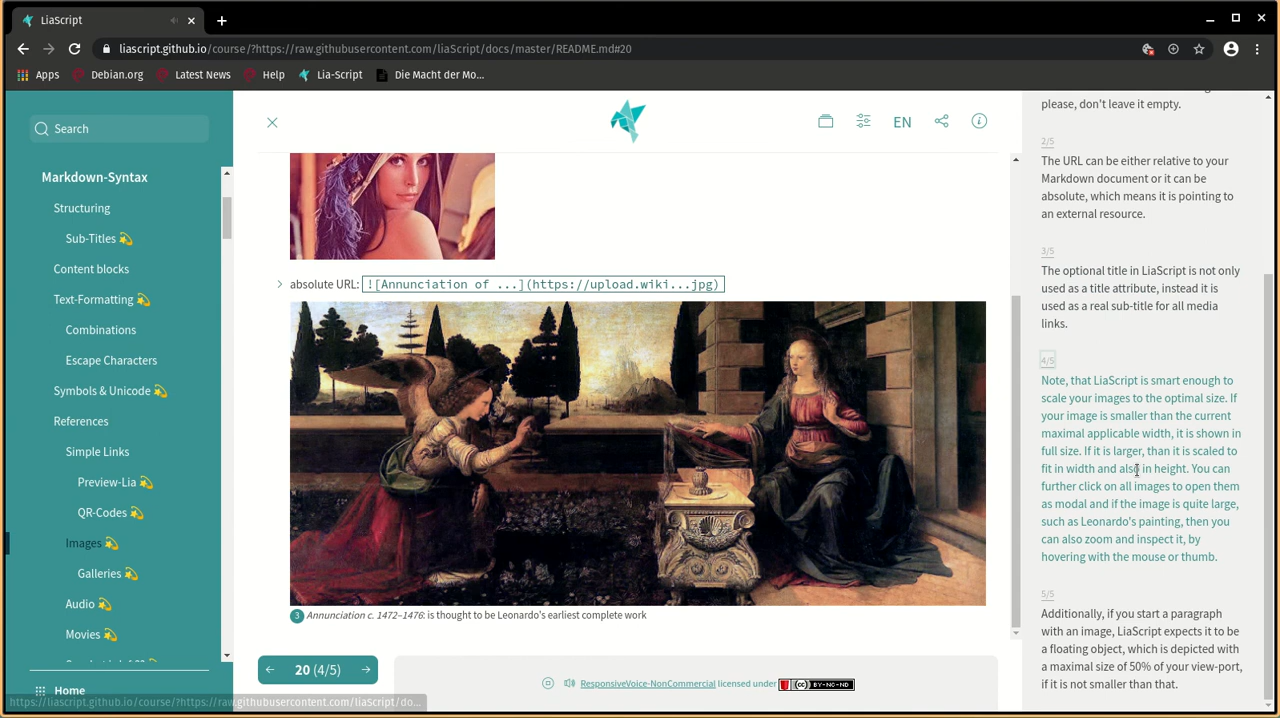 LiaScript
liascript.github.io/course/?https://raw.githubusercontent.com/liaScript/docs/master/README.md#20
Apps
Debian.org
Latest News
Help
Lia-Script
Die Macht der Mo...
Search
Markdown-Syntax
Structuring
Sub-Titles
Content blocks
Text-Formatting
Combinations
Escape Characters
Symbols & Unicode
References
Simple Links
Preview-Lia
QR-Codes
Images
Galleries
Audio
Movies
Home
https://liascript.github.io/course/?https://raw.githubusercontent.com/liaScript/do...
EN
absolute URL: ![Annunciation of ...](https://upload.wiki...jpg)
3 Annunciation c. 1472–1476: is thought to be Leonardo's earliest complete work
20 (4/5)
ResponsiveVoice-NonCommercial licensed under
cc BY-NC-ND
please, don't leave it empty.
2/5
The URL can be either relative to your
Markdown document or it can be
absolute, which means it is pointing to
an external resource.
3/5
The optional title in LiaScript is not only
used as a title attribute, instead it is
used as a real sub-title for all media
links.
4/5
Note, that LiaScript is smart enough to
scale your images to the optimal size. If
your image is smaller than the current
maximal applicable width, it is shown in
full size. If it is larger, than it is scaled to
fit in width and also in height. You can
further click on all images to open them
as modal and if the image is quite large,
such as Leonardo's painting, then you
can also zoom and inspect it, by
hovering with the mouse or thumb.
5/5
Additionally, if you start a paragraph
with an image, LiaScript expects it to be
a floating object, which is depicted with
a maximal size of 50% of your view-port,
if it is not smaller than that.